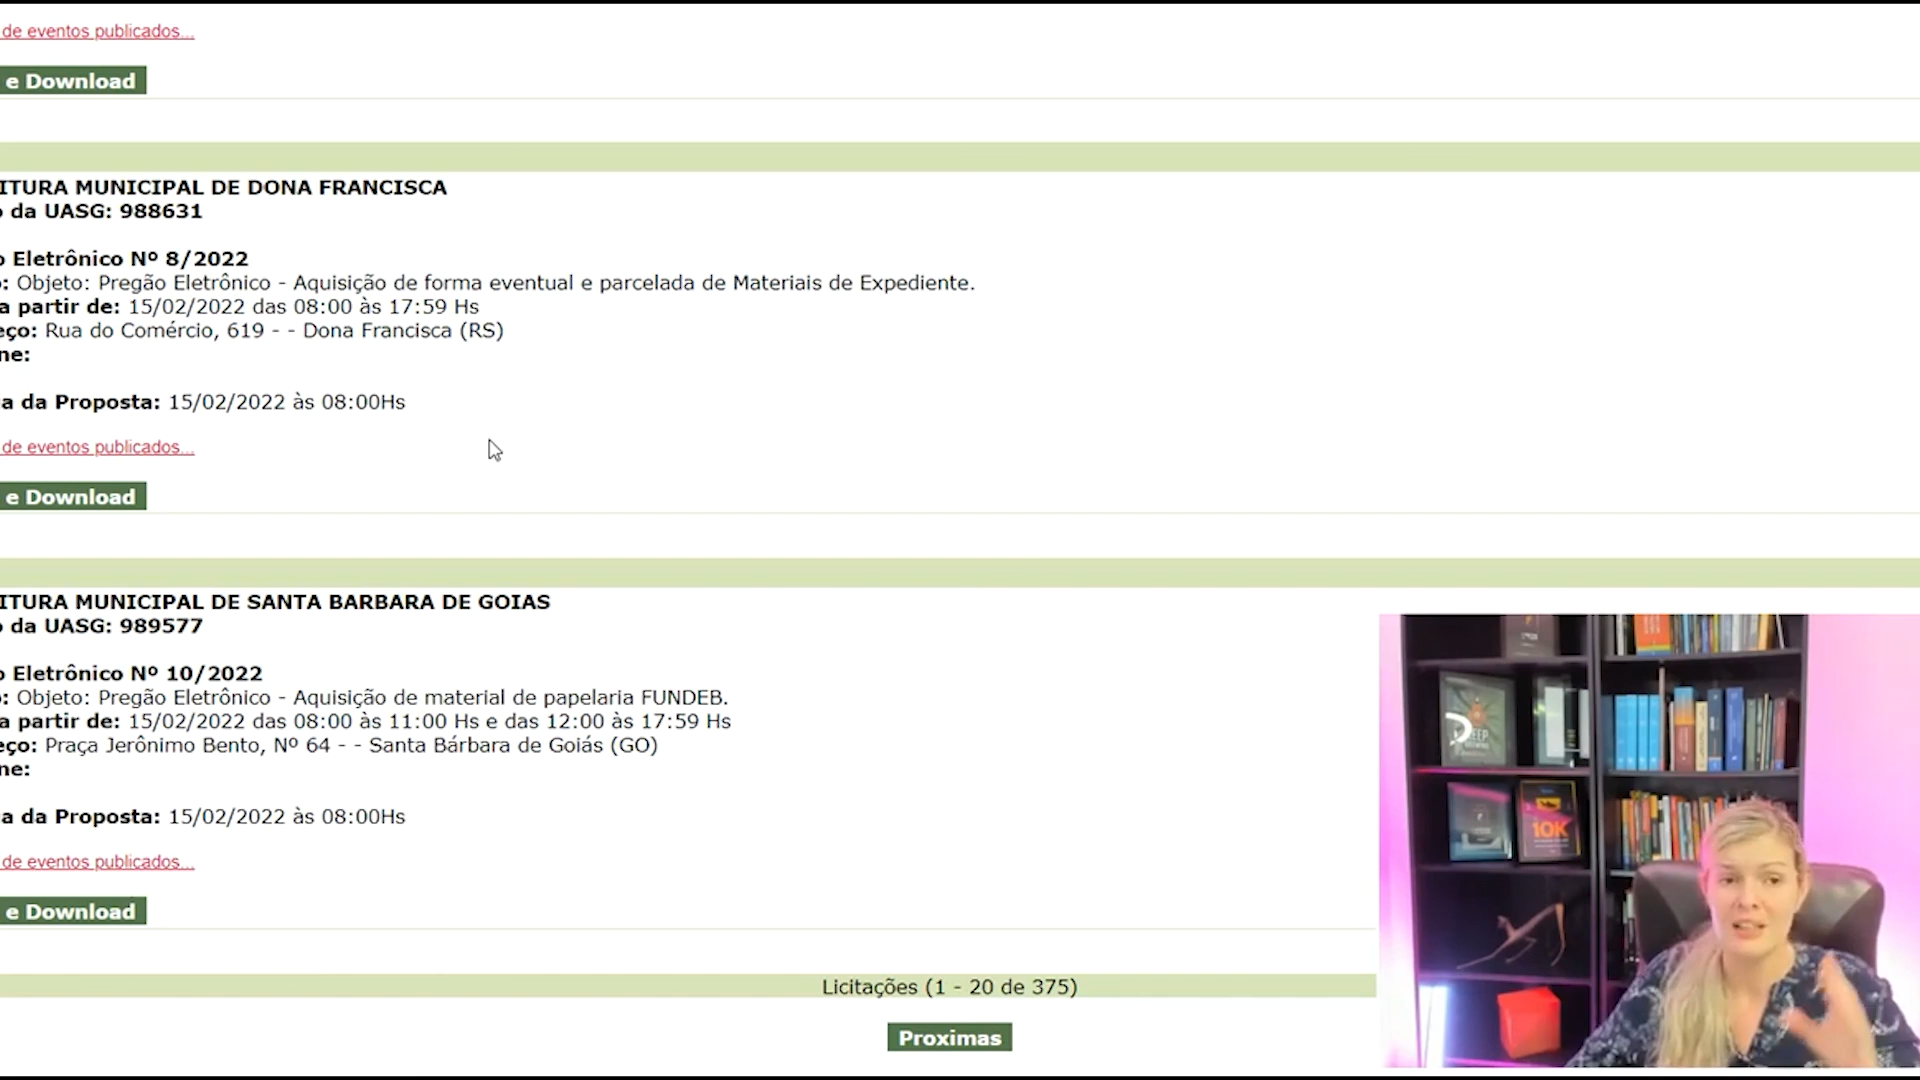 de eventos publicados...
e Download
ITURA MUNICIPAL DE DONA FRANCISCA
o da UASG: 988631
o Eletrônico Nº 8/2022
o: Objeto: Pregão Eletrônico - Aquisição de forma eventual e parcelada de Materiais de Expediente.
a partir de: 15/02/2022 das 08:00 às 17:59 Hs
eço: Rua do Comércio, 619 - - Dona Francisca (RS)
ne:
a da Proposta: 15/02/2022 às 08:00Hs
de eventos publicados...
e Download
ITURA MUNICIPAL DE SANTA BARBARA DE GOIAS
o da UASG: 989577
o Eletrônico Nº 10/2022
o: Objeto: Pregão Eletrônico - Aquisição de material de papelaria FUNDEB.
a partir de: 15/02/2022 das 08:00 às 11:00 Hs e das 12:00 às 17:59 Hs
eço: Praça Jerônimo Bento, Nº 64 - - Santa Bárbara de Goiás (GO)
ne:
a da Proposta: 15/02/2022 às 08:00Hs
de eventos publicados...
e Download
Licitações (1 - 20 de 375)
Proximas
10K